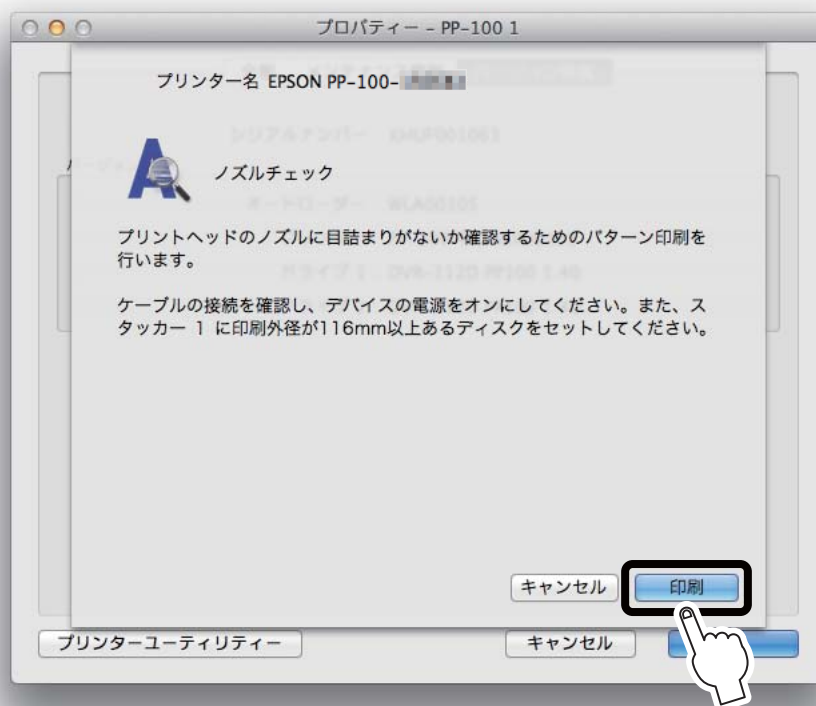 プロパティー – PP-100 1
プリンター名 EPSON PP-100-
ノズルチェック
プリントヘッドのノズルに目詰まりがないか確認するためのパターン印刷を
行います。
ケーブルの接続を確認し、デバイスの電源をオンにしてください。また、ス
タッカー 1 に印刷外径が116mm以上あるディスクをセットしてください。
キャンセル 印刷
プリンターユーティリティー キャンセル